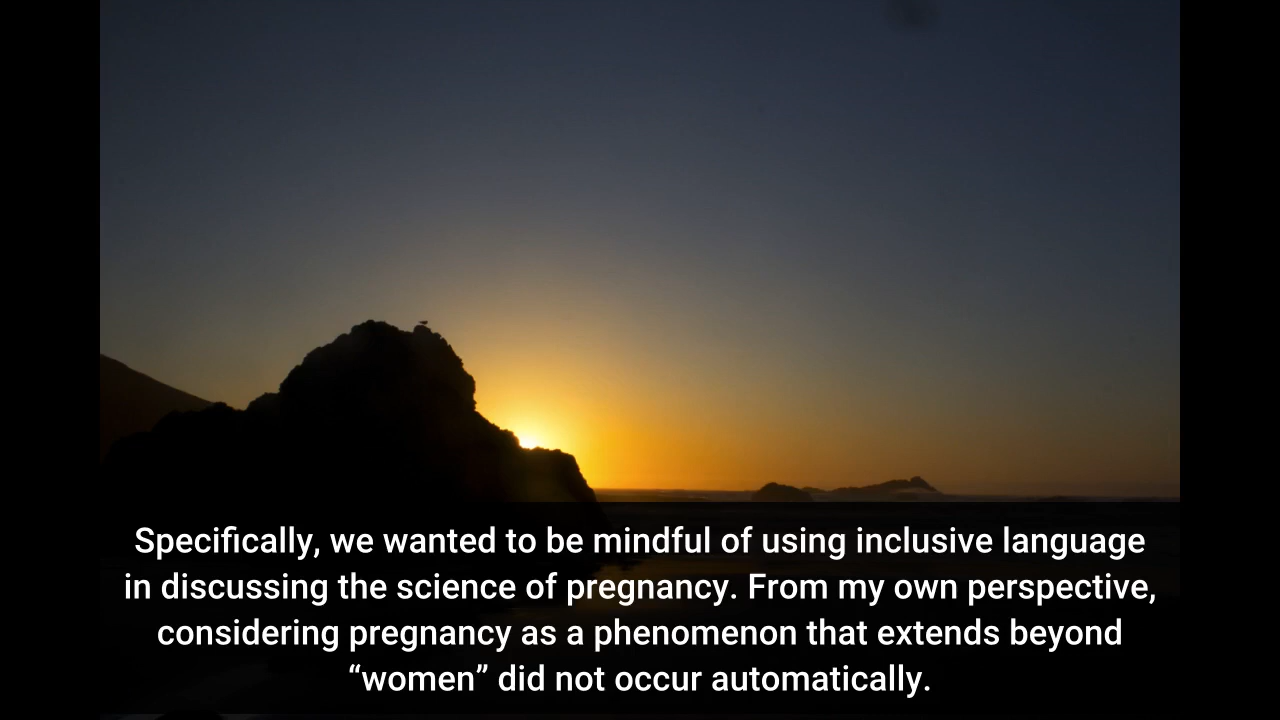 Specifically, we wanted to be mindful of using inclusive language
in discussing the science of pregnancy. From my own perspective,
considering pregnancy as a phenomenon that extends beyond
“women” did not occur automatically.